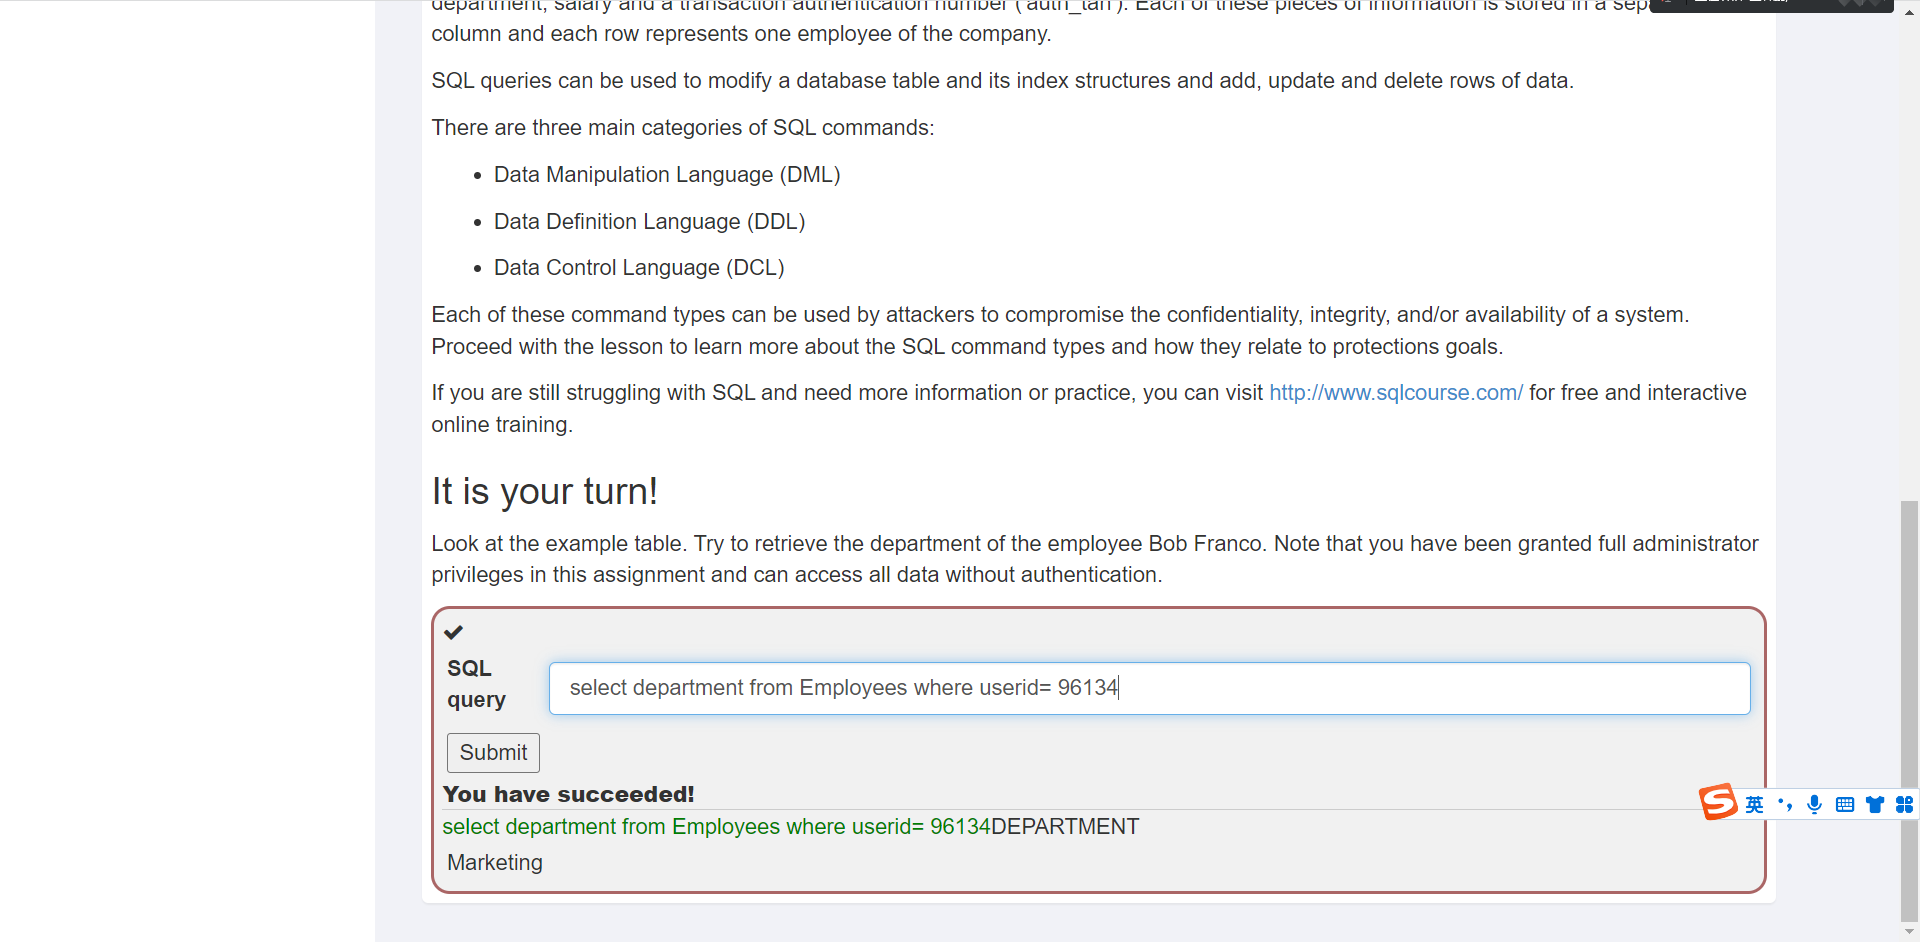 department, salary and a transaction authentication number ('auth_tan'). Each of these pieces of information is stored in a
column and each row represents one employee of the company.
SQL queries can be used to modify a database table and its index structures and add, update and delete rows of data.
There are three main categories of SQL commands:
• Data Manipulation Language (DML)
• Data Definition Language (DDL)
• Data Control Language (DCL)
Each of these command types can be used by attackers to compromise the confidentiality, integrity, and/or availability of a system.
Proceed with the lesson to learn more about the SQL command types and how they relate to protections goals.
If you are still struggling with SQL and need more information or practice, you can visit http://www.sqlcourse.com/ for free and interactive
online training.
It is your turn!
Look at the example table. Try to retrieve the department of the employee Bob Franco. Note that you have been granted full administrator
privileges in this assignment and can access all data without authentication.
SQL
query
select department from Employees where userid= 96134
Submit
You have succeeded!
select department from Employees where userid= 96134DEPARTMENT
Marketing
英